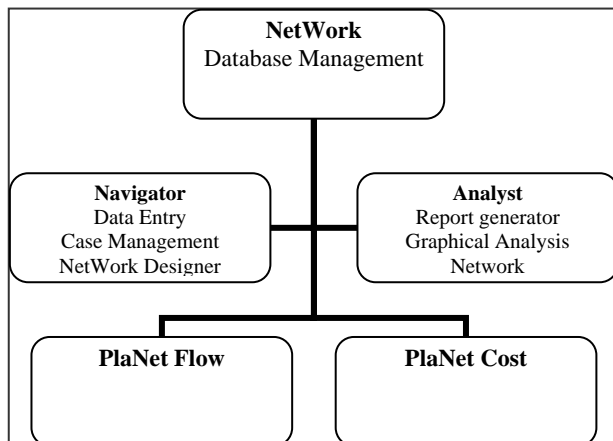 NetWork
Database Management
Navigator
Data Entry
Case Management
NetWork Designer
Analyst
Report generator
Graphical Analysis
Network
PlaNet Flow
PlaNet Cost